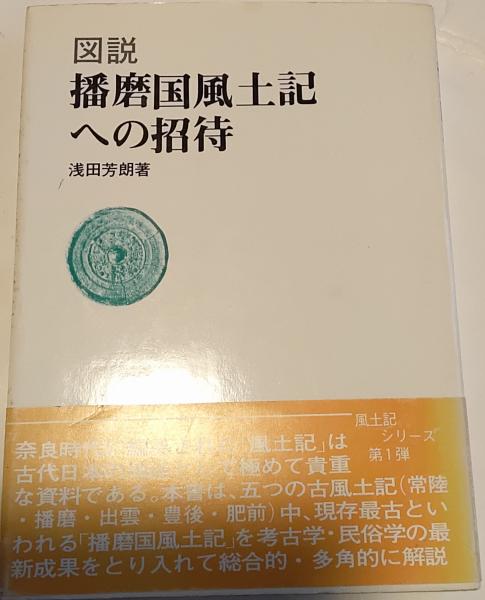 図説
播磨国風土記
への招待
浅田芳朗著
風土記
シリーズ
第1弾
奈良時代に 風土記」は
古代日本 て極めて貴重
な資料である。本書は、五つの古風土記(常陸
・播磨・出雲・豊後・肥前)中、現存最古とい
われる「播磨国風土記」を考古学・民俗学の最
新成果をとり入れて総合的・多角的に解説